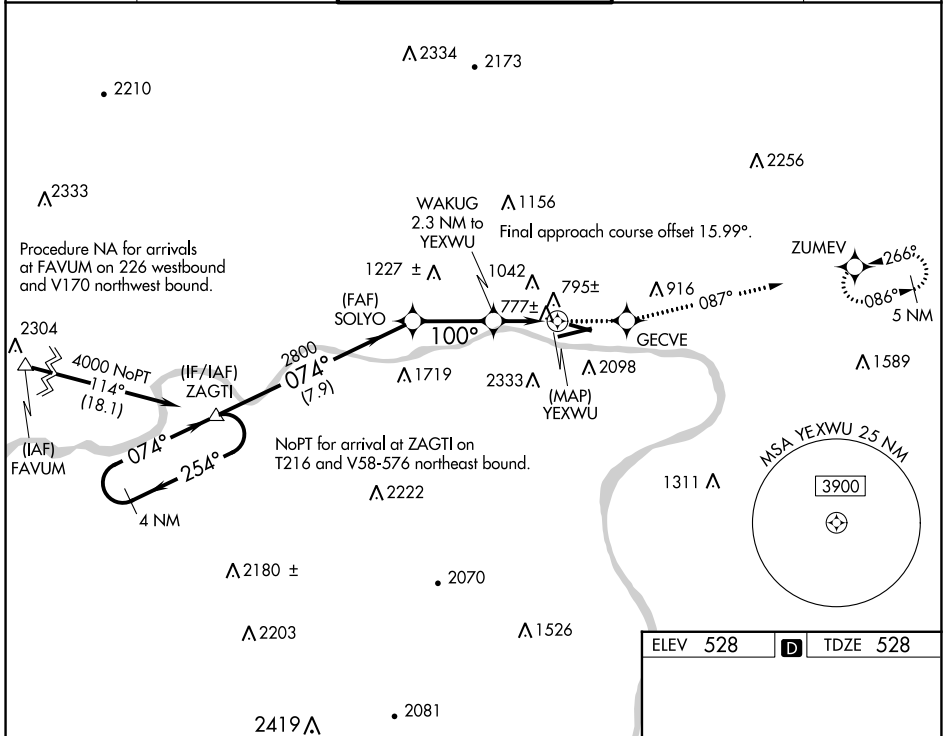 2334
2173
2210
2256
2333
WAKUG
2.3 NM to
YEXWU
1156
Final approach course offset 15.99°.
Procedure NA for arrivals
at FAVUM on 226 westbound
and V170 northwest bound.
ZUMEV
266°
086°
5 NM
1227 ±
1042
795±
916
087°
(FAF)
SOLYO
777±
100°
GECVE
2304
4000 NoPT
114°
(18.1)
(IF/IAF)
ZAGTI
2800
074°
(7.9)
1719
2333
2098
1589
(MAP)
YEXWU
(IAF)
FAVUM
074°
254°
4 NM
NoPT for arrival at ZAGTI on
T216 and V58-576 northeast bound.
MSA YEXWU 25 NM
3900
1311
2222
2180 ±
2070
2203
1526
ELEV 528 D TDZE 528
2081
2419